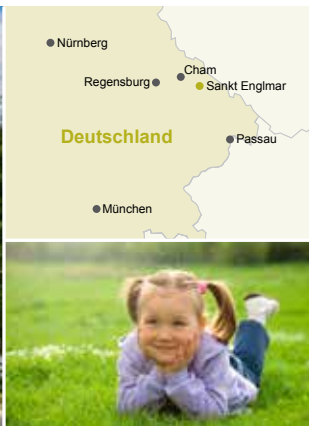 Nürnberg
Cham
Regensburg
Sankt Englmar
Deutschland
Passau
München